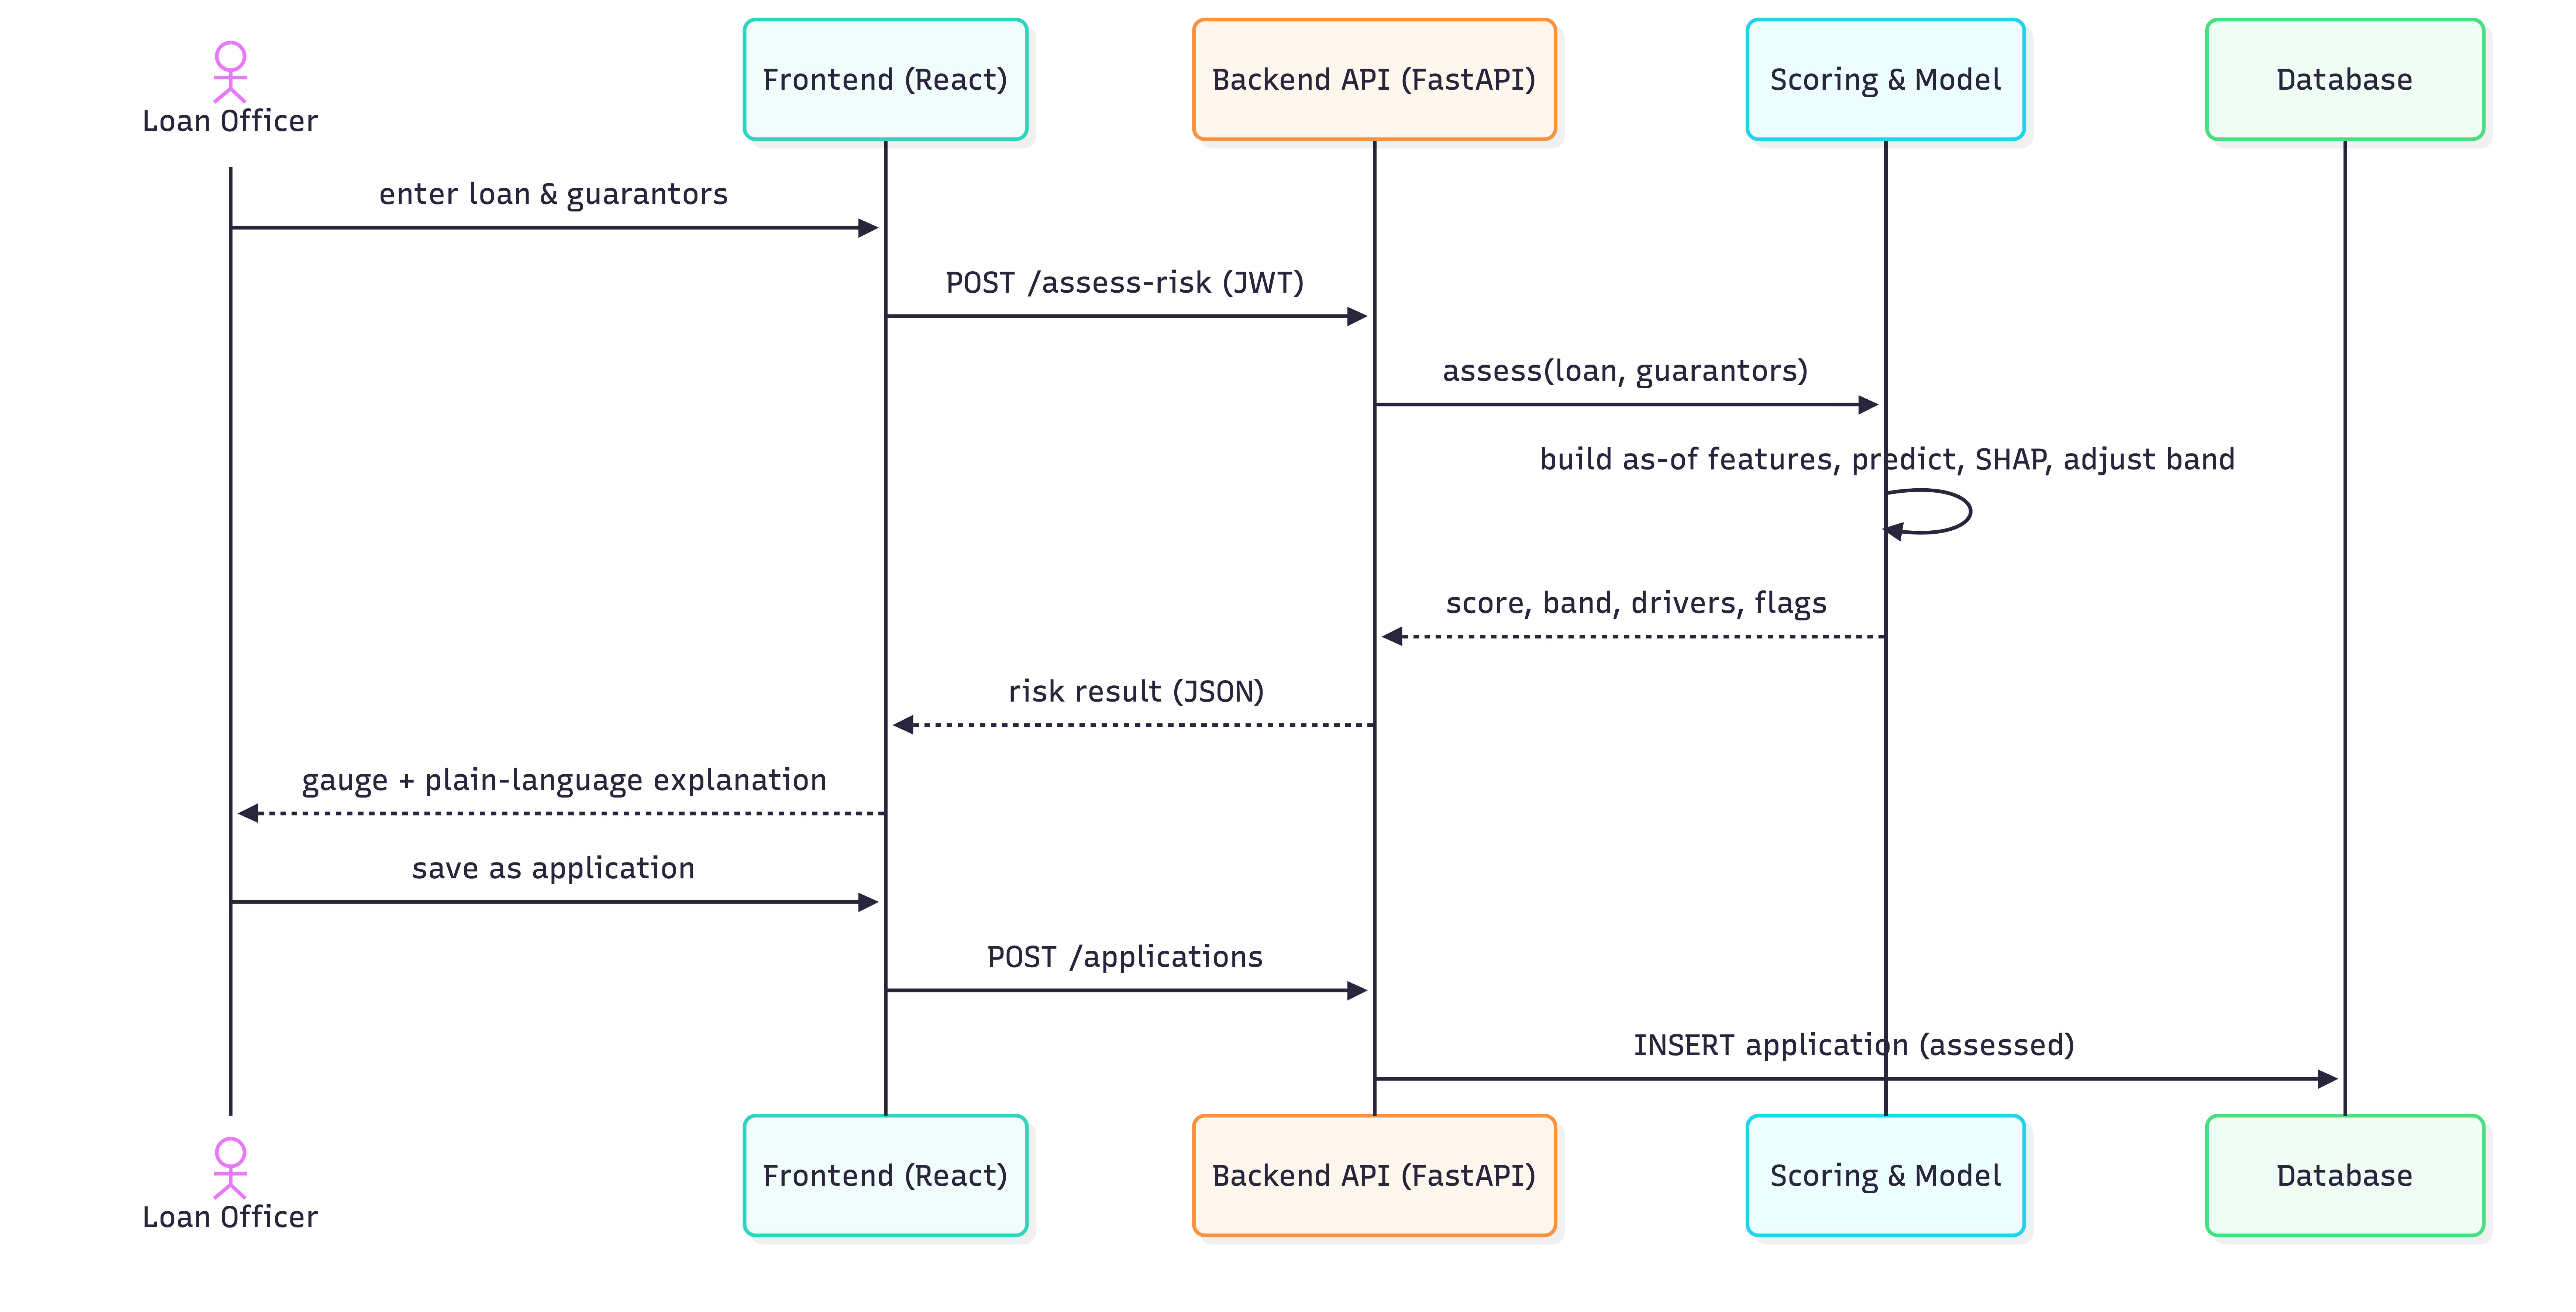 Loan Officer
Frontend (React)
Backend API (FastAPI)
Scoring & Model
Database
enter loan & guarantors
POST /assess-risk (JWT)
assess(loan, guarantors)
build as-of features, predict, SHAP, adjust band
score, band, drivers, flags
risk result (JSON)
gauge + plain-language explanation
save as application
POST /applications
INSERT application (assessed)
Loan Officer
Frontend (React)
Backend API (FastAPI)
Scoring & Model
Database